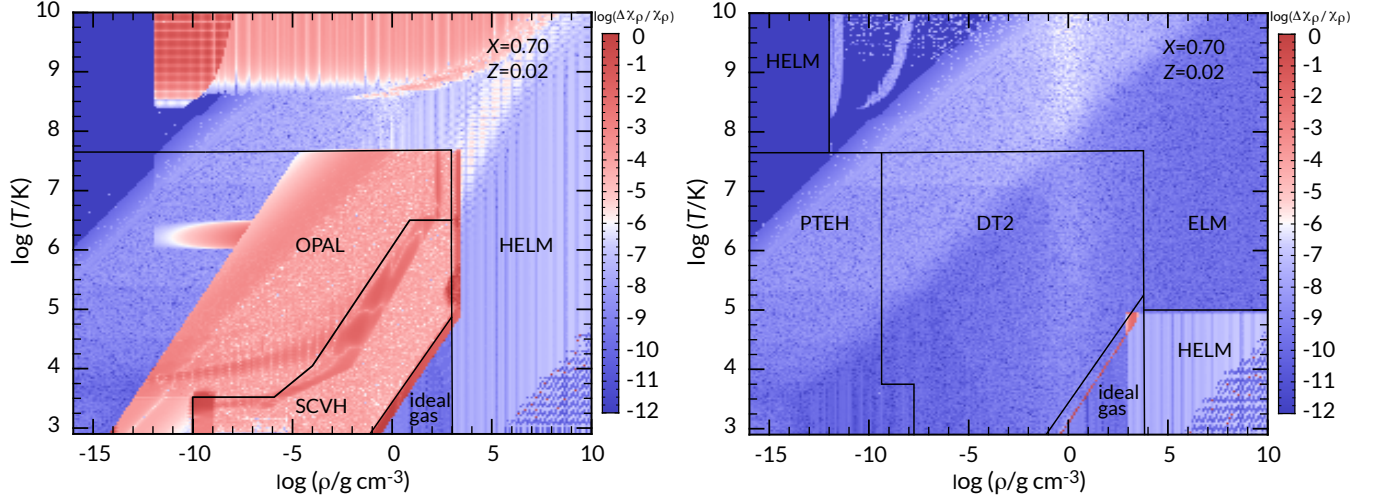 log(Δχρ/χρ)
10
9
8
7
6
5
4
3
log (T/K)
X=0.70
Z=0.02
OPAL
HELM
SCVH
ideal
gas
-15
-10
-5
0
5
10
log (ρ/g cm-3)
0
-1
-2
-3
-4
-5
-6
-7
-8
-9
-10
-11
-12
log(Δχρ/χρ)
10
9
8
7
6
5
4
3
log (T/K)
HELM
X=0.70
Z=0.02
PTEH
DT2
ELM
HELM
ideal
gas
-15
-10
-5
0
5
10
log (ρ/g cm-3)
0
-1
-2
-3
-4
-5
-6
-7
-8
-9
-10
-11
-12